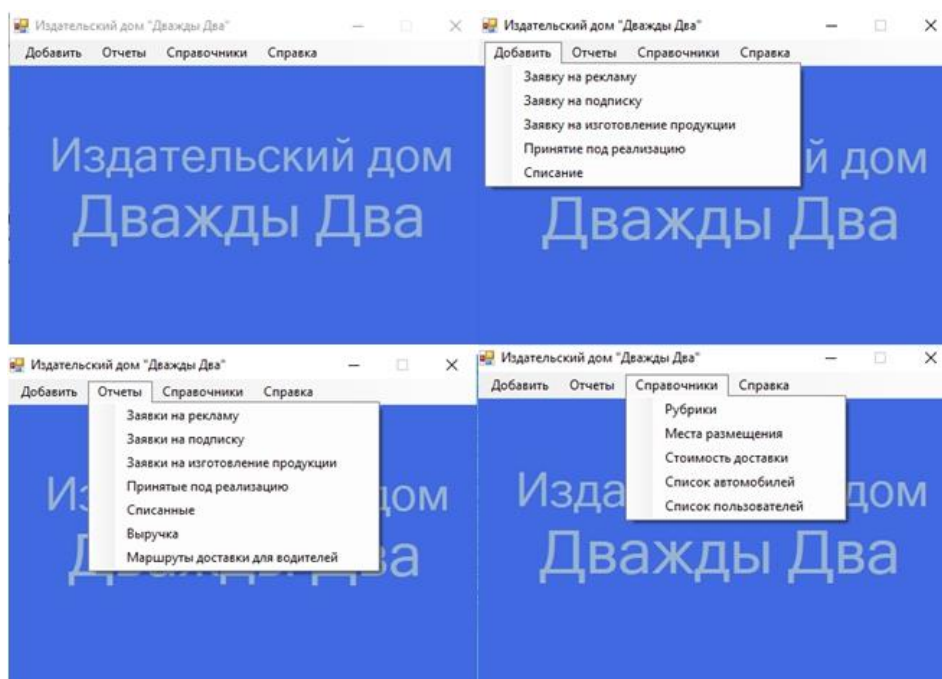 Издательский дом "Дважды Два"
Добавить Отчеты Справочники Справка
Издательский дом
Дважды Два
Издательский дом "Дважды Два"
Добавить Отчеты Справочники Справка
Заявку на рекламу
Заявку на подписку
Заявку на изготовление продукции
Принятие под реализацию
Списание
й дом
Дважды Два
Издательский дом "Дважды Два"
Добавить Отчеты Справочники Справка
Заявки на рекламу
Заявки на подписку
Заявки на изготовление продукции
Принятые под реализацию
Списанные
Выручка
Маршруты доставки для водителей
Из дом
Дважды Два
Издательский дом "Дважды Два"
Добавить Отчеты Справочники Справка
Рубрики
Места размещения
Стоимость доставки
Список автомобилей
Список пользователей
Изда дом
Дважды Два